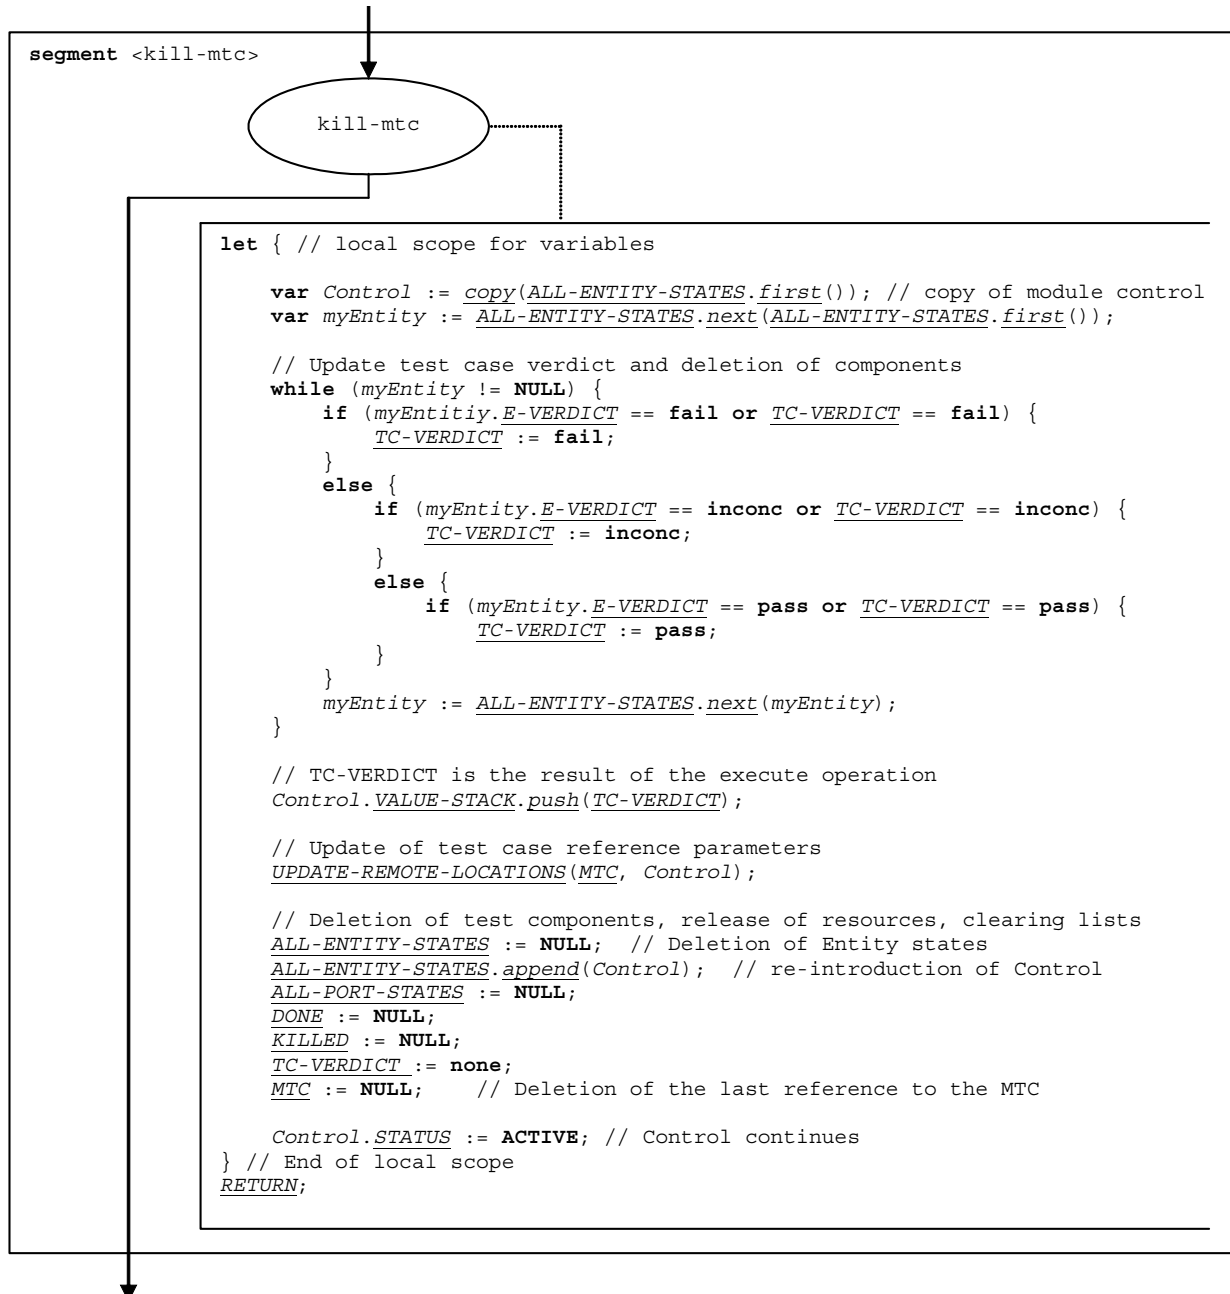 segment <kill-mtc>
kill-mtc
let { // local scope for variables
var Control := copy(ALL-ENTITY-STATES.first()); // copy of module control
var myEntity := ALL-ENTITY-STATES.next(ALL-ENTITY-STATES.first());
// Update test case verdict and deletion of components
while (myEntity != NULL) {
if (myEntitiy.E-VERDICT == fail or TC-VERDICT == fail) {
TC-VERDICT := fail;
}
else {
if (myEntity.E-VERDICT == inconc or TC-VERDICT == inconc) {
TC-VERDICT := inconc;
}
else {
if (myEntity.E-VERDICT == pass or TC-VERDICT == pass) {
TC-VERDICT := pass;
}
}
myEntity := ALL-ENTITY-STATES.next(myEntity);
}
// TC-VERDICT is the result of the execute operation
Control.VALUE-STACK.push(TC-VERDICT);
// Update of test case reference parameters
UPDATE-REMOTE-LOCATIONS(MTC, Control);
// Deletion of test components, release of resources, clearing lists
ALL-ENTITY-STATES := NULL; // Deletion of Entity states
ALL-ENTITY-STATES.append(Control); // re-introduction of Control
ALL-PORT-STATES := NULL;
DONE := NULL;
KILLED := NULL;
TC-VERDICT := none;
MTC := NULL; // Deletion of the last reference to the MTC
Control.STATUS := ACTIVE; // Control continues
} // End of local scope
RETURN;